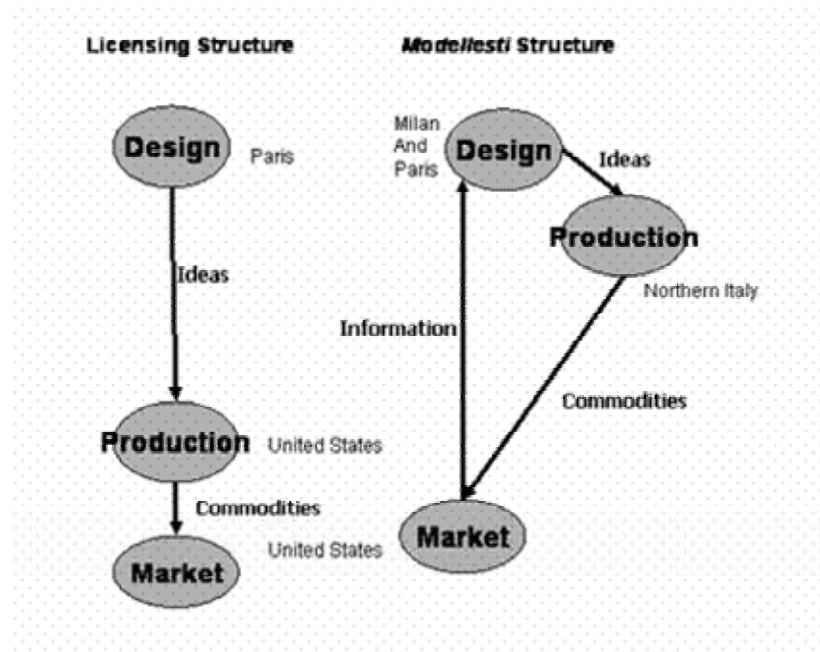 Licensing Structure
Design
Paris
Ideas
Production
United States
Commodities
United States
Market
Modellesti Structure
Milan
And
Paris
Design
Ideas
Production
Northern Italy
Information
Commodities
Market